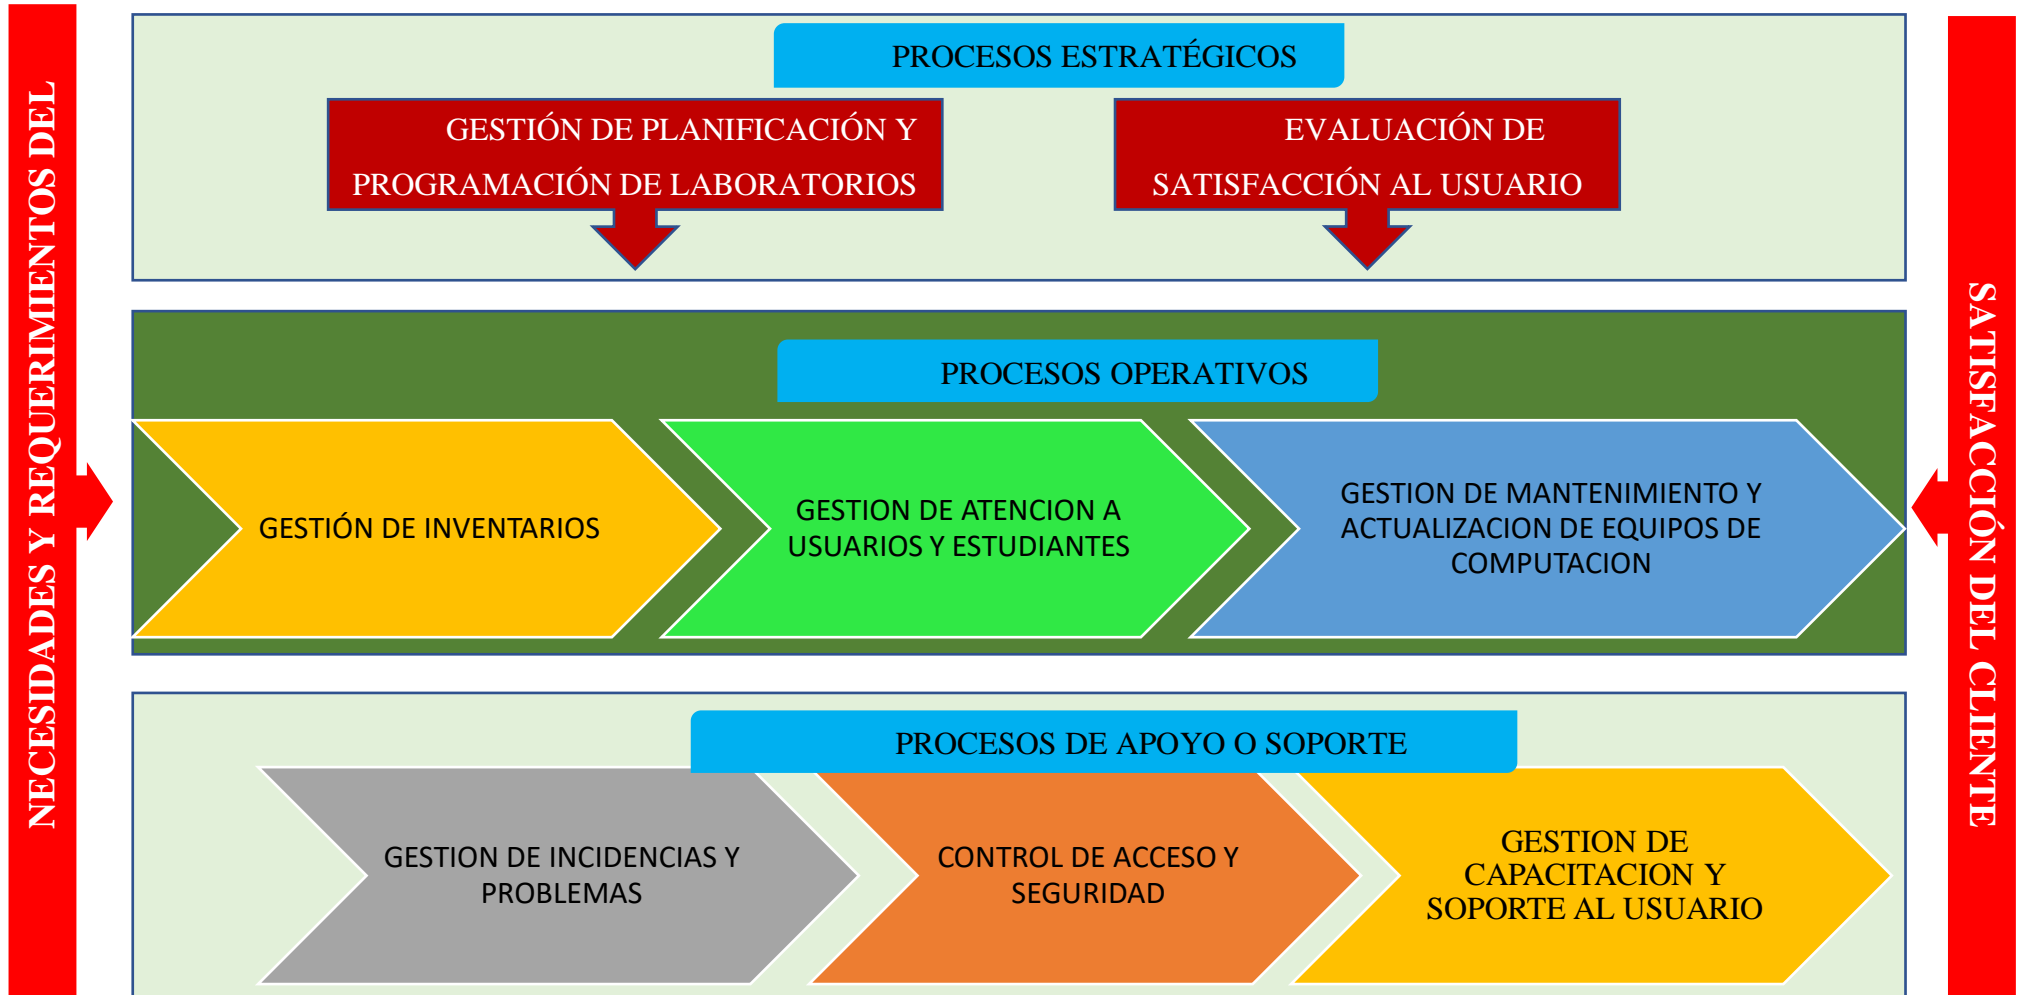 NECESIDADES Y REQUERIMIENTOS DEL
PROCESOS ESTRATÉGICOS
GESTIÓN DE PLANIFICACIÓN Y
PROGRAMACIÓN DE LABORATORIOS
EVALUACIÓN DE
SATISFACCIÓN AL USUARIO
PROCESOS OPERATIVOS
GESTIÓN DE INVENTARIOS
GESTION DE ATENCION A
USUARIOS Y ESTUDIANTES
GESTION DE MANTENIMIENTO Y
ACTUALIZACION DE EQUIPOS DE
COMPUTACION
PROCESOS DE APOYO O SOPORTE
GESTION DE INCIDENCIAS Y
PROBLEMAS
CONTROL DE ACCESO Y
SEGURIDAD
GESTION DE
CAPACITACION Y
SOPORTE AL USUARIO
SATISFACCIÓN DEL CLIENTE